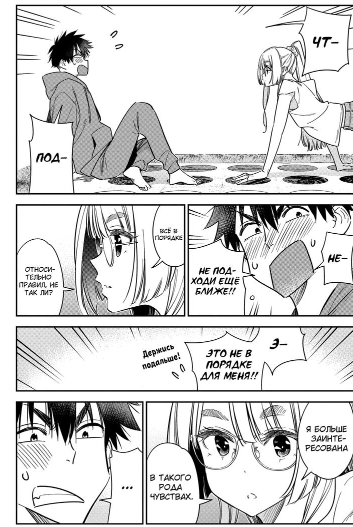 ЧТ–
ПОД–
НЕ–
НЕ ПОД-
ХОДИ ЕЩЁ
БЛИЖЕ!!
ВСЁ В
ПОРЯДКЕ
ОТНОСИ-
ТЕЛЬНО
ПРАВИЛ, НЕ
ТАК ЛИ?
Э–
ЭТО НЕ В
ПОРЯДКЕ
ДЛЯ МЕНЯ!!
Держись
подальше!
Я БОЛЬШЕ
ЗАИНТЕ-
РЕСОВАНА
В ТАКОГО
РОДА
ЧУВСТВАХ.
...